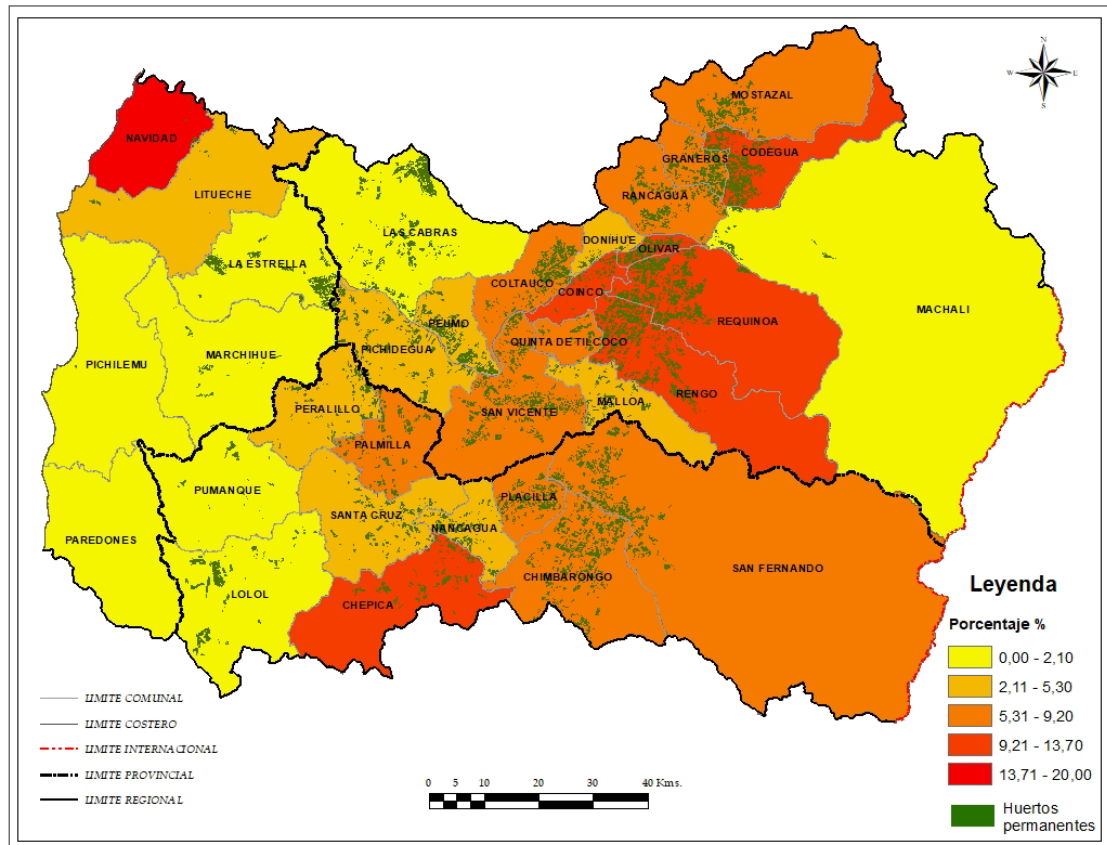 N
W
E
S
MOSTAZAL
NAVIDAD
GRANEROS
CODEGUA
LITUECHE
RANCAGUA
LAS CABRAS
DOÑIHUE
OLIVAR
LA ESTRELLA
COLTAUCO
COINCO
MACHALI
PEUMO
REQUINOA
PICHIDEGUA
QUINTA DE TILCOCO
MARCHIHUE
PICHILEMU
RENGO
MALLOA
PERALILLO
SAN VICENTE
PALMILLA
PUMANQUE
PLACILLA
SANTA CRUZ
NANCAGUA
PAREDONES
SAN FERNANDO
CHIMBARONGO
LOLOL
CHEPICA
Leyenda
Porcentaje %
0,00 - 2,10
2,11 - 5,30
5,31 - 9,20
9,21 - 13,70
13,71 - 20,00
Huertos
permanentes
LIMITE COMUNAL
LIMITE COSTERO
LIMITE INTERNACIONAL
LIMITE PROVINCIAL
LIMITE REGIONAL
0 5 10 20 30 40 Kms.